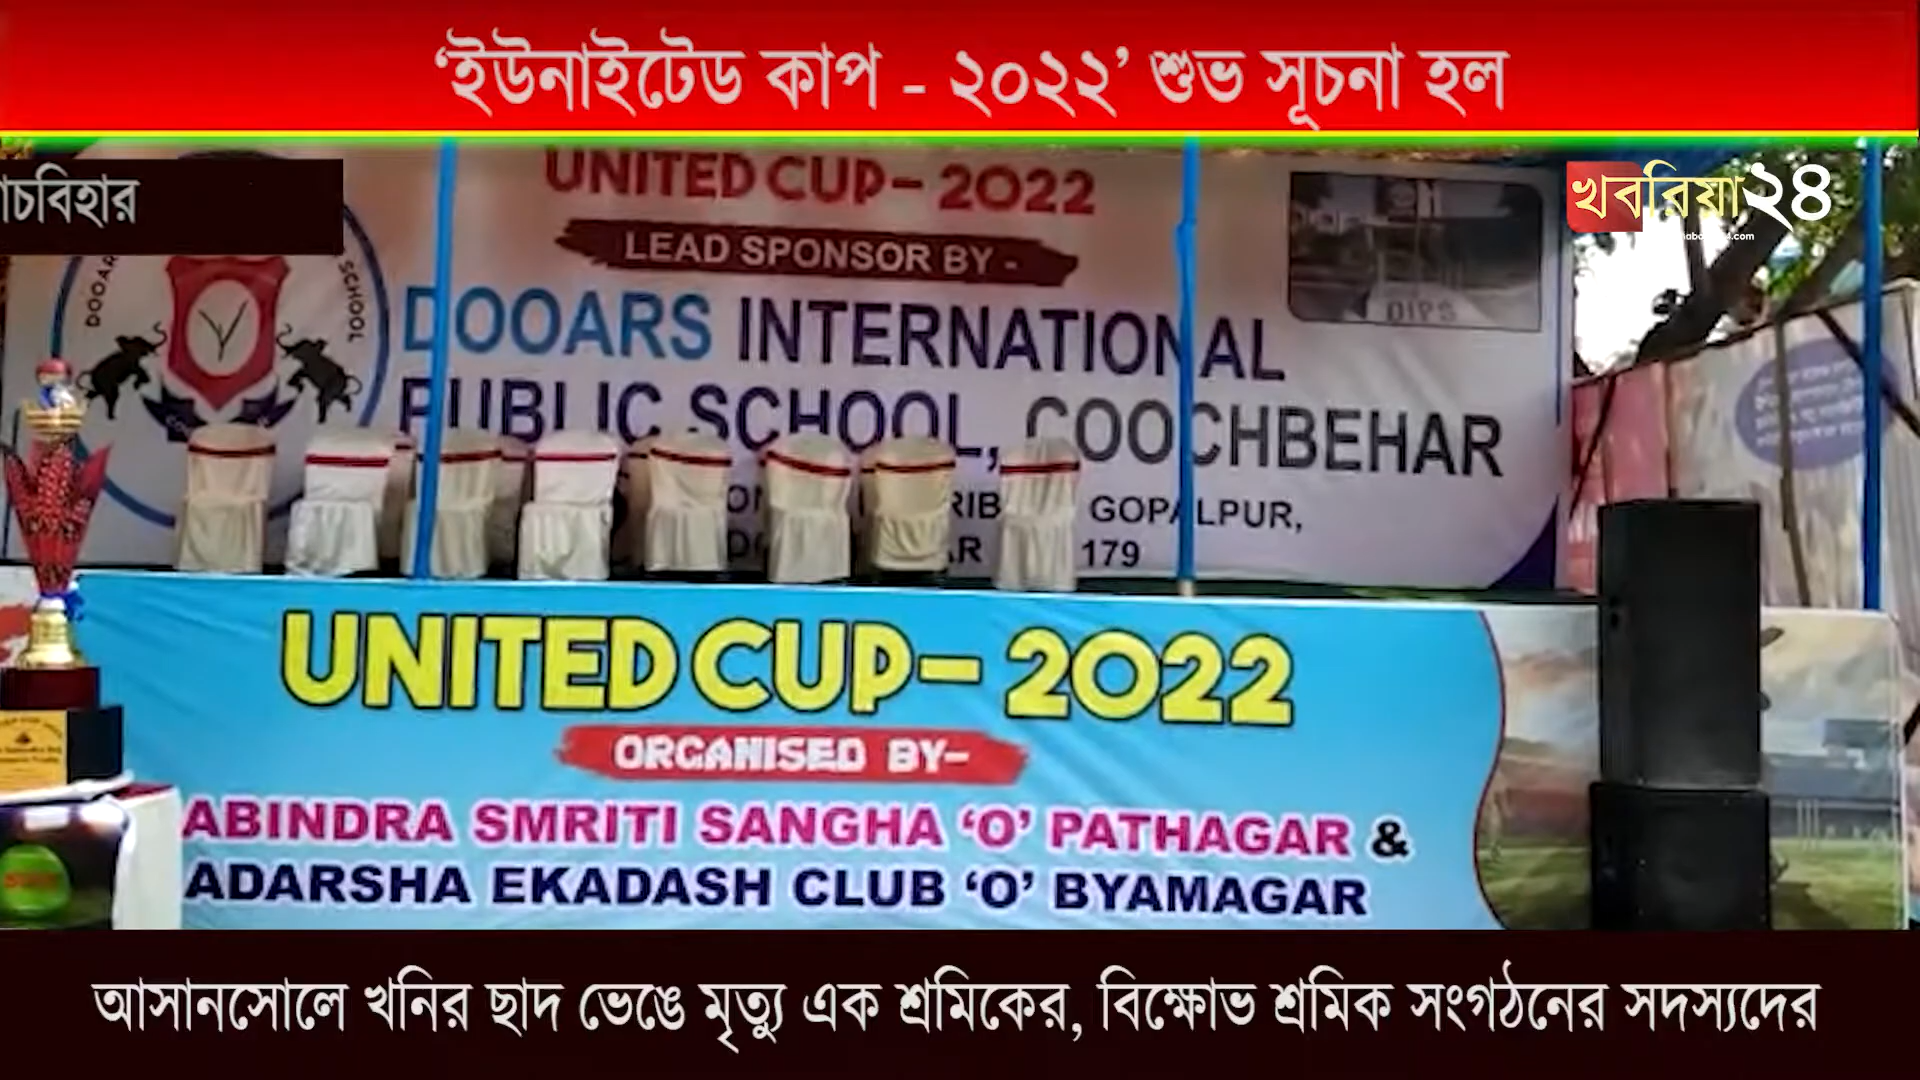 ‘ইউনাইটেড কাপ - ২০২২’ শুভ সূচনা হল
খবরিয়া২৪
UNITED CUP- 2022
LEAD SPONSOR BY -
DOOARS INTERNATIONAL
PUBLIC SCHOOL, COOCHBEHAR
SCHOOL
DIPS
GOPALPUR,
179
UNITED CUP- 2022
ORGANISED BY-
ABINDRA SMRITI SANGHA ‘O’ PATHAGAR &
ADARSHA EKADASH CLUB ‘O’ BYAMAGAR
আসানসোলে খনির ছাদ ভেঙে মৃত্যু এক শ্রমিকের, বিক্ষোভ শ্রমিক সংগঠনের সদস্যদের